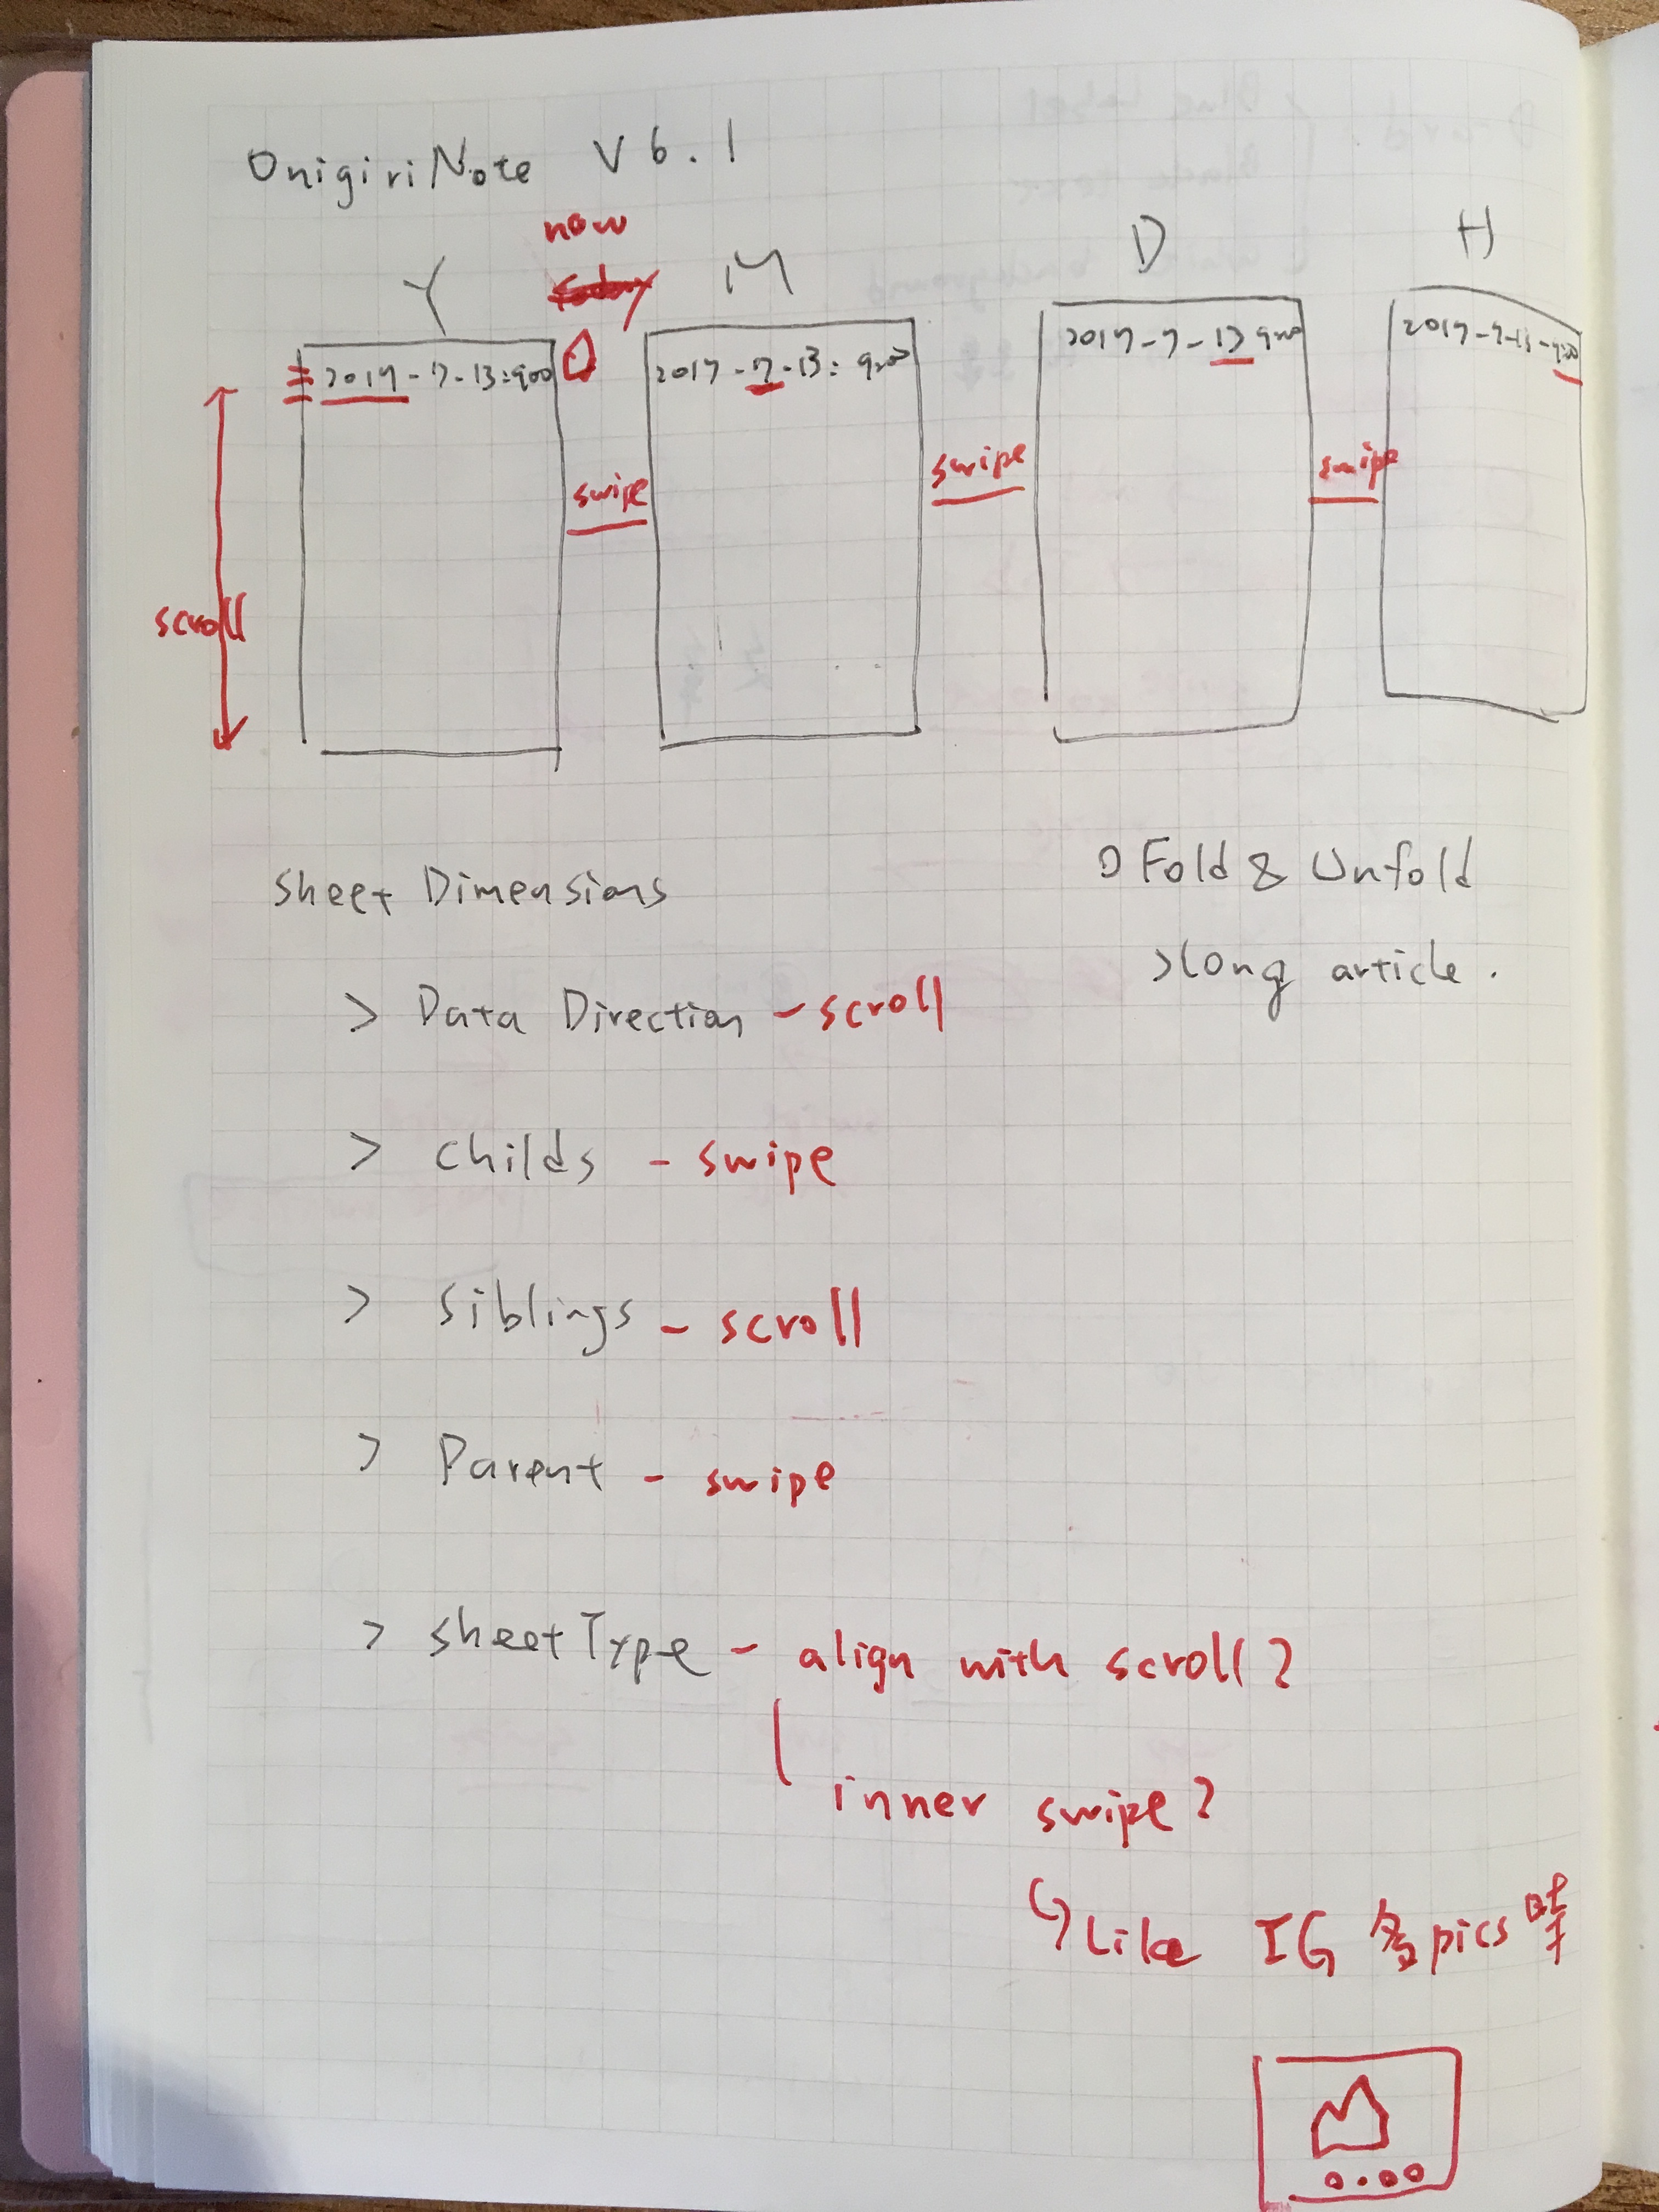 OnigiriNote V6.1
now
today
Y M D H
2017-7-13:900 2017-7-13:900 2017-7-13 900 2017-7-13-900
swipe swipe swipe
scroll
Sheet Dimensions
> Data Direction - scroll
> childs - swipe
> siblings - scroll
> Parent - swipe
> sheetType - align with scroll?
inner swipe?
↳ Like IG 多pics時
Fold & Unfold
> long article.